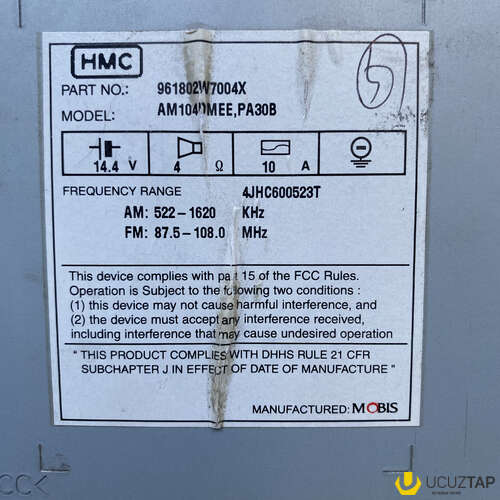 HMC
PART NO.: 961802W7004X
MODEL: AM104DMEE,PA30B
14.4 V 4 Ω 10 A
FREQUENCY RANGE 4JHC600523T
AM: 522-1620 KHz
FM: 87.5-108.0 MHz
This device complies with part 15 of the FCC Rules.
Operation is Subject to the following two conditions :
(1) this device may not cause harmful interference, and
(2) the device must accept any interference received,
including interference that may cause undesired operation
" THIS PRODUCT COMPLIES WITH DHHS RULE 21 CFR
SUBCHAPTER J IN EFFECT OF DATE OF MANUFACTURE "
MANUFACTURED: MOBIS
CCK
UCUZTAP